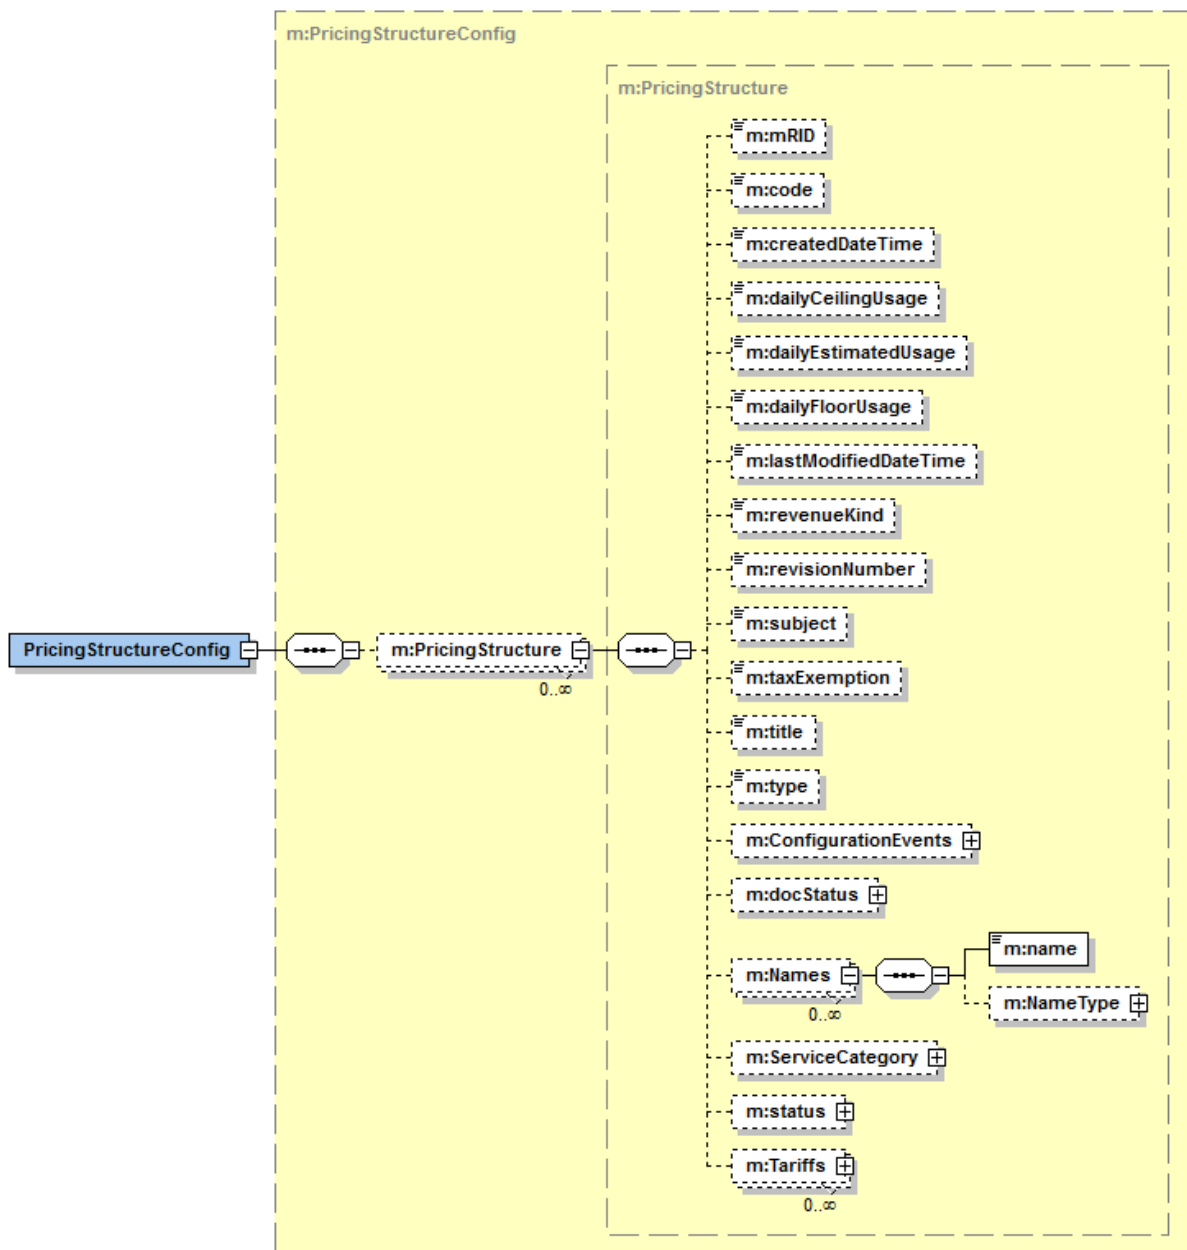 m:PricingStructureConfig
m:PricingStructure
m:mRID
m:code
m:createdDateTime
m:dailyCeilingUsage
m:dailyEstimatedUsage
m:dailyFloorUsage
m:lastModifiedDateTime
m:revenueKind
m:revisionNumber
m:subject
PricingStructureConfig
m:PricingStructure
0..∞
m:taxExemption
m:title
m:type
m:ConfigurationEvents
m:docStatus
m:Names
0..∞
m:name
m:NameType
m:ServiceCategory
m:status
m:Tariffs
0..∞